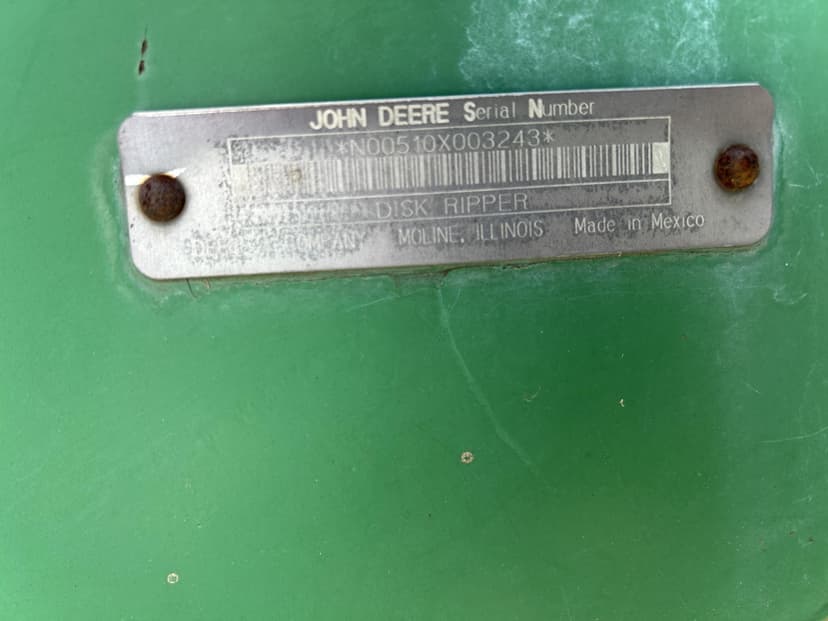 JOHN DEERE Serial Number
*N00510X003243*
DISK RIPPER
MOLINE, ILLINOIS Made in Mexico